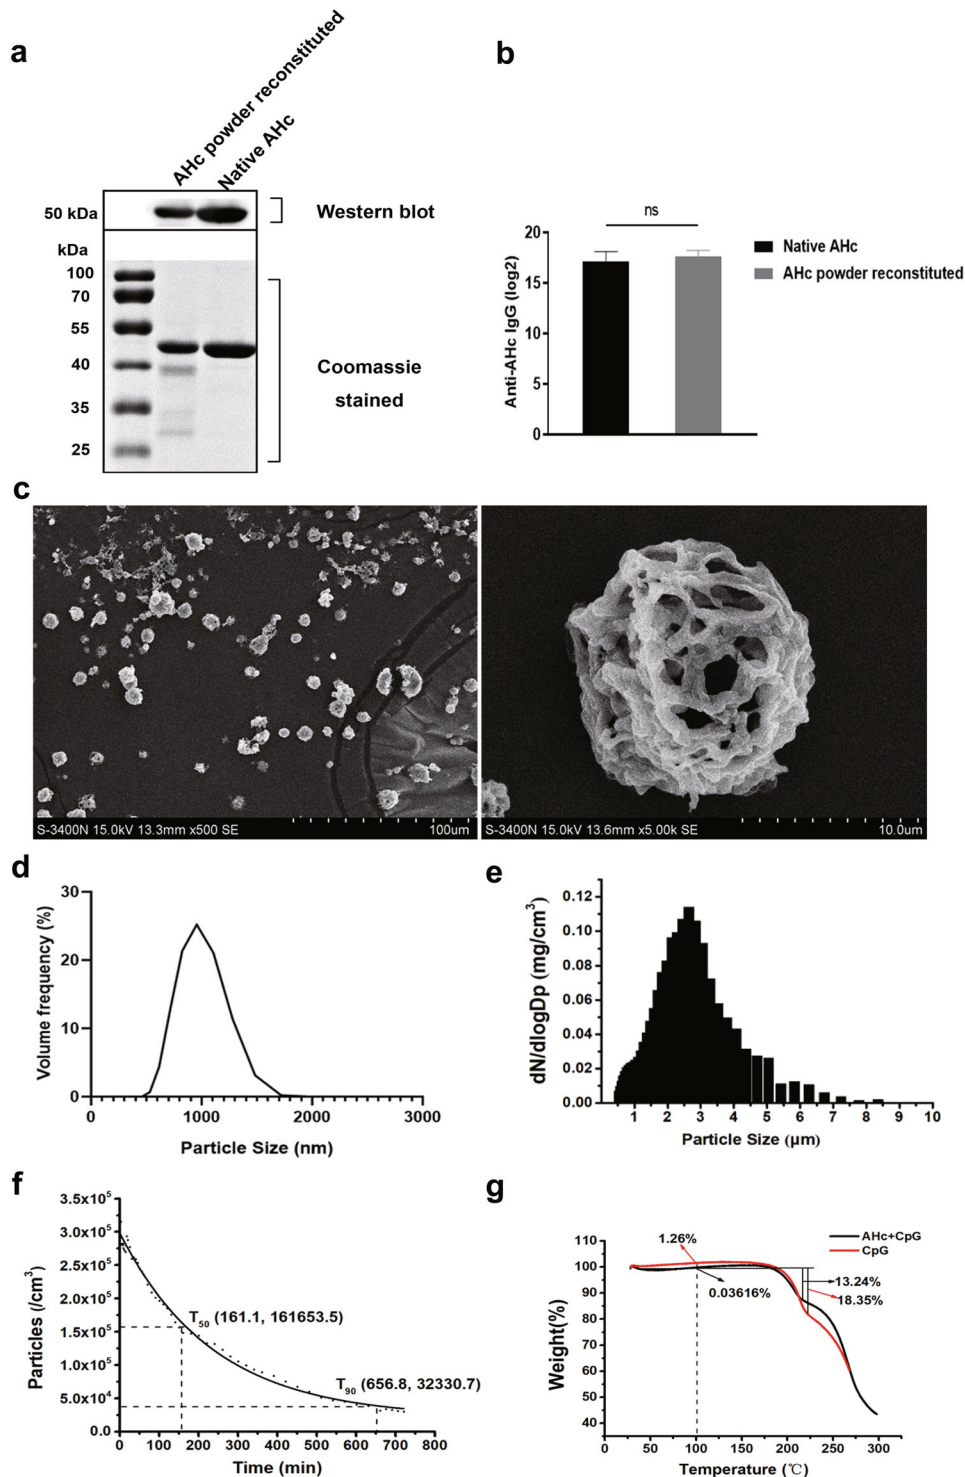 a
AHc powder reconstituted
Native AHc
50 kDa
Western blot
kDa
100
70
55
40
35
25
Coomassie
stained
b
ns
Anti-AHc IgG (log2)
20
15
10
5
0
Native AHc
AHc powder reconstituted
c
S-3400N 15.0kV 13.3mm x500 SE
100um
S-3400N 15.0kV 13.6mm x5.00k SE
10.0um
d
Volume frequency (%)
30
20
10
0
0 1000 2000 3000
Particle Size (nm)
e
dN/dlogDp (mg/cm³)
0.12
0.10
0.08
0.06
0.04
0.02
0.00
1 2 3 4 5 6 7 8 9 10
Particle Size (μm)
f
Particles (/cm³)
3.5x10⁵
3.0x10⁵
2.5x10⁵
2.0x10⁵
1.5x10⁵
1.0x10⁵
5.0x10⁴
0.0
T₅₀ (161.1, 161653.5)
T₉₀ (656.8, 32330.7)
0 100 200 300 400 500 600 700 800
Time (min)
g
Weight(%)
110
100
90
80
70
60
50
40
1.26%
0.03616%
AHc+CpG
CpG
13.24%
18.35%
0 50 100 150 200 250 300
Temperature (℃)